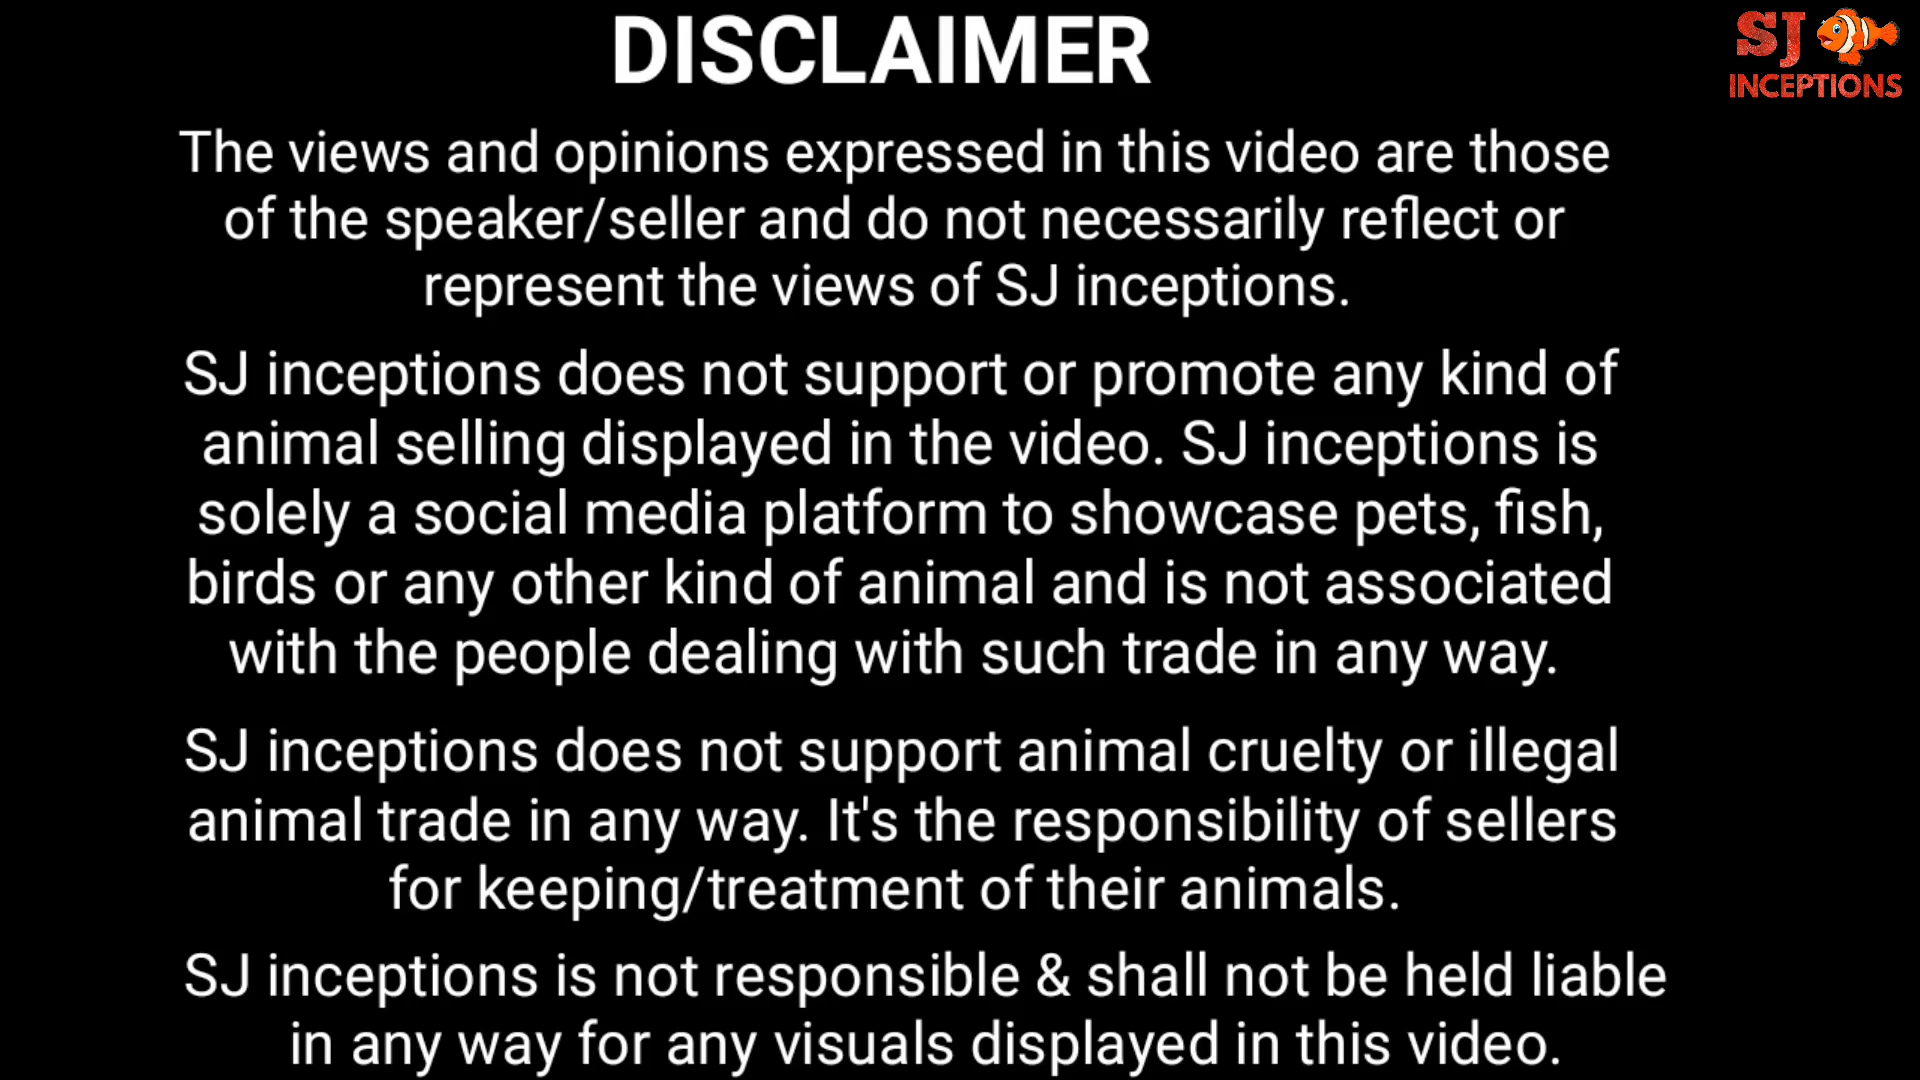 DISCLAIMER
SJ
INCEPTIONS
The views and opinions expressed in this video are those
of the speaker/seller and do not necessarily reflect or
represent the views of SJ inceptions.
SJ inceptions does not support or promote any kind of
animal selling displayed in the video. SJ inceptions is
solely a social media platform to showcase pets, fish,
birds or any other kind of animal and is not associated
with the people dealing with such trade in any way.
SJ inceptions does not support animal cruelty or illegal
animal trade in any way. It's the responsibility of sellers
for keeping/treatment of their animals.
SJ inceptions is not responsible & shall not be held liable
in any way for any visuals displayed in this video.